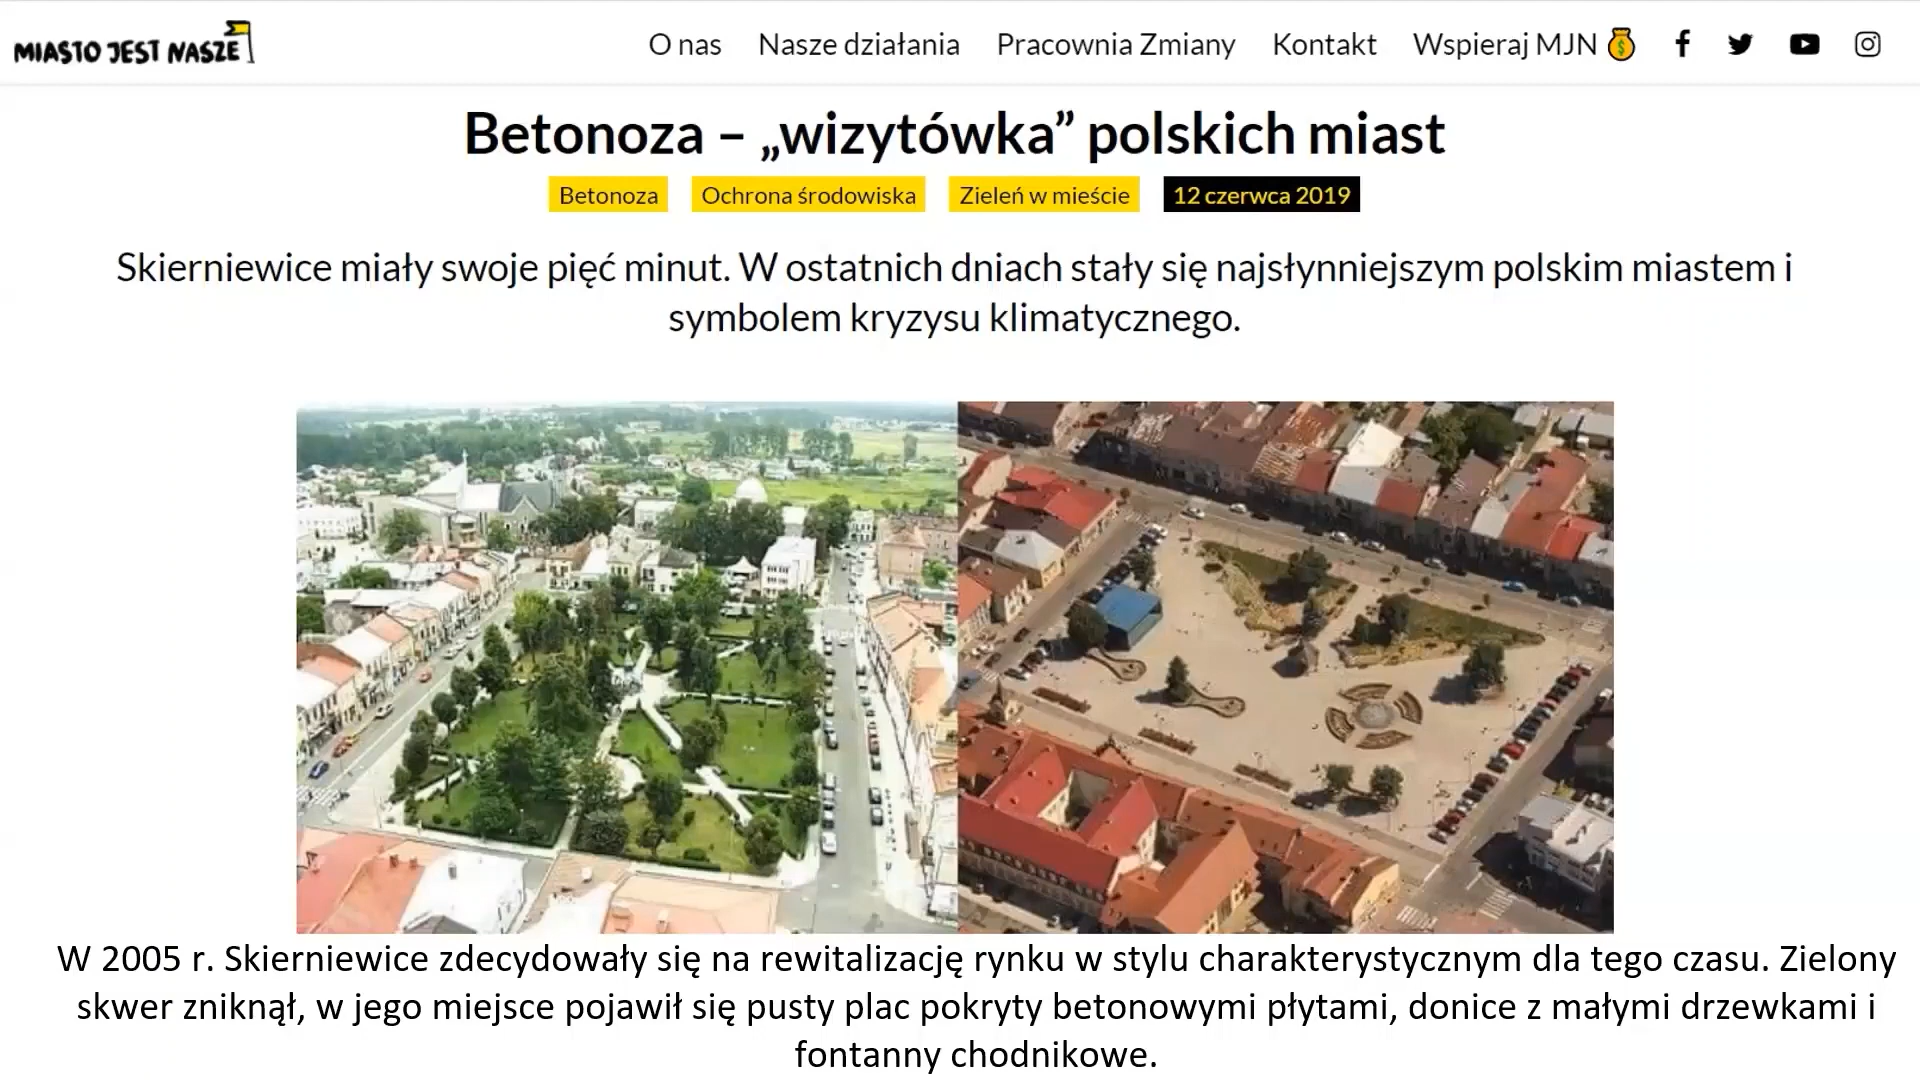 MIASTO JEST NASZE
O nas Nasze działania Pracownia Zmiany Kontakt Wspieraj MJN
Betonoza – „wizytówka” polskich miast
Betonoza Ochrona środowiska Zieleń w mieście 12 czerwca 2019
Skierniewice miały swoje pięć minut. W ostatnich dniach stały się najsłynniejszym polskim miastem i
symbolem kryzysu klimatycznego.
W 2005 r. Skierniewice zdecydowały się na rewitalizację rynku w stylu charakterystycznym dla tego czasu. Zielony
skwer zniknął, w jego miejsce pojawił się pusty plac pokryty betonowymi płytami, donice z małymi drzewkami i
fontanny chodnikowe.